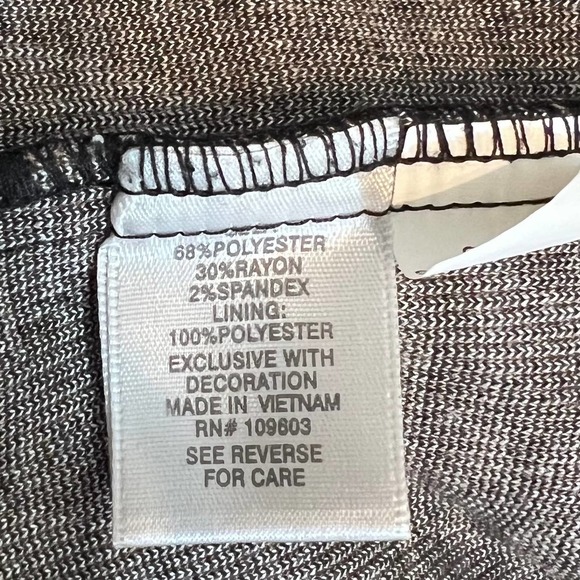 68%POLYESTER
30%RAYON
2%SPANDEX
LINING:
100%POLYESTER
EXCLUSIVE WITH
DECORATION
MADE IN VIETNAM
RN# 109603
SEE REVERSE
FOR CARE